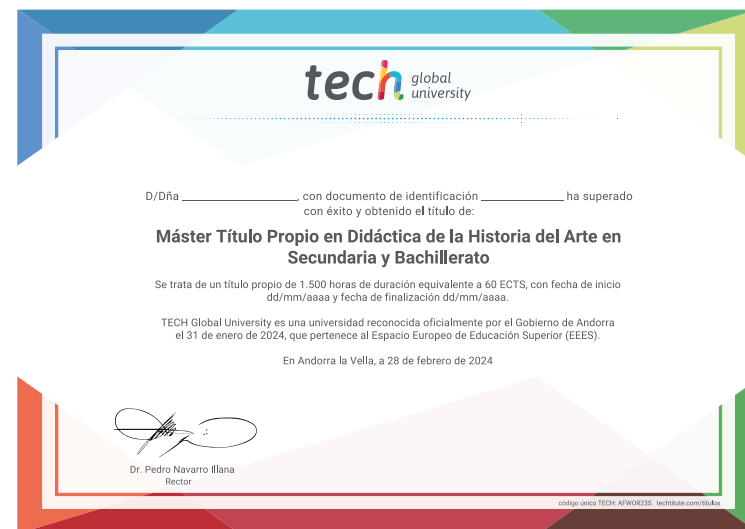 tech global
university
D/Dña ______________________, con documento de identificación ________________ ha superado
con éxito y obtenido el título de:
Máster Título Propio en Didáctica de la Historia del Arte en
Secundaria y Bachillerato
Se trata de un título propio de 1.500 horas de duración equivalente a 60 ECTS, con fecha de inicio
dd/mm/aaaa y fecha de finalización dd/mm/aaaa.
TECH Global University es una universidad reconocida oficialmente por el Gobierno de Andorra
el 31 de enero de 2024, que pertenece al Espacio Europeo de Educación Superior (EEES).
En Andorra la Vella, a 28 de febrero de 2024
Dr. Pedro Navarro Illana
Rector
código único TECH: AFWOR23S techtitute.com/titulos